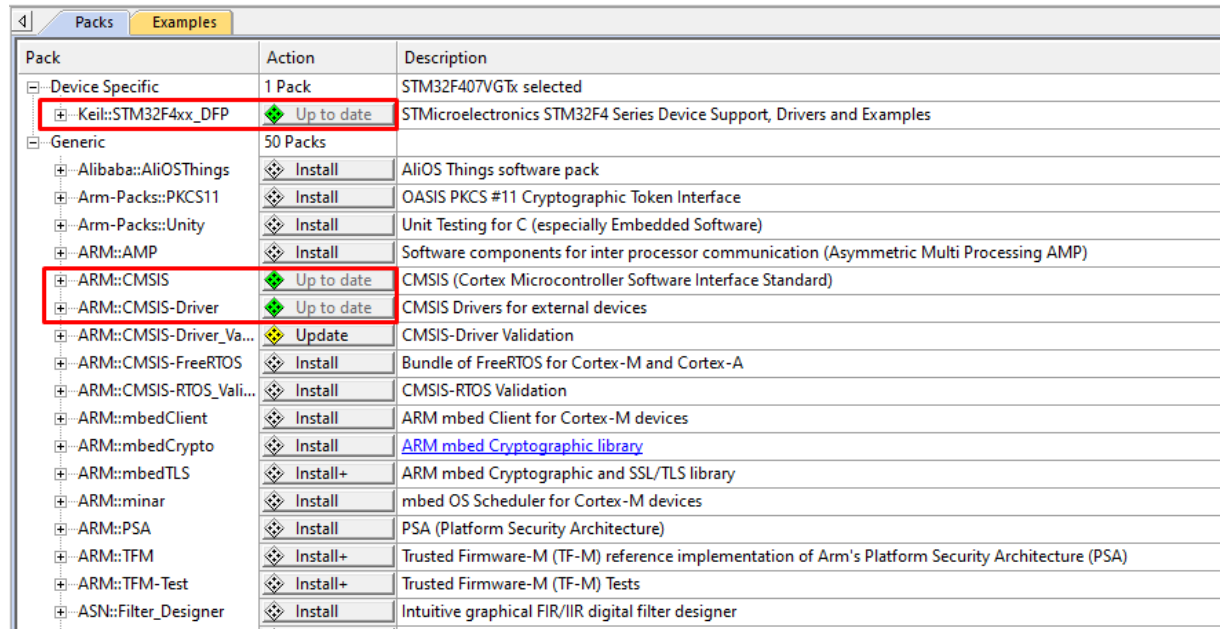 Packs Examples
Pack Action Description
Device Specific 1 Pack STM32F407VGTx selected
Keil::STM32F4xx_DFP Up to date STMicroelectronics STM32F4 Series Device Support, Drivers and Examples
Generic 50 Packs
Alibaba::AliOSThings Install AliOS Things software pack
Arm-Packs::PKCS11 Install OASIS PKCS #11 Cryptographic Token Interface
Arm-Packs::Unity Install Unit Testing for C (especially Embedded Software)
ARM::AMP Install Software components for inter processor communication (Asymmetric Multi Processing AMP)
ARM::CMSIS Up to date CMSIS (Cortex Microcontroller Software Interface Standard)
ARM::CMSIS-Driver Up to date CMSIS Drivers for external devices
ARM::CMSIS-Driver_Va... Update CMSIS-Driver Validation
ARM::CMSIS-FreeRTOS Install Bundle of FreeRTOS for Cortex-M and Cortex-A
ARM::CMSIS-RTOS_Vali... Install CMSIS-RTOS Validation
ARM::mbedClient Install ARM mbed Client for Cortex-M devices
ARM::mbedCrypto Install ARM mbed Cryptographic library
ARM::mbedTLS Install+ ARM mbed Cryptographic and SSL/TLS library
ARM::minar Install mbed OS Scheduler for Cortex-M devices
ARM::PSA Install PSA (Platform Security Architecture)
ARM::TFM Install+ Trusted Firmware-M (TF-M) reference implementation of Arm's Platform Security Architecture (PSA)
ARM::TFM-Test Install+ Trusted Firmware-M (TF-M) Tests
ASN::Filter_Designer Install Intuitive graphical FIR/IIR digital filter designer